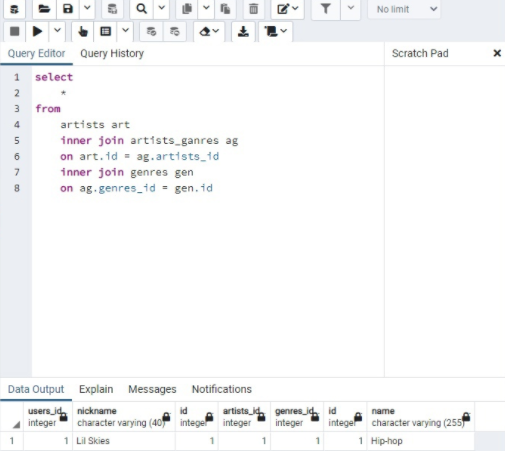 No limit
Query Editor Query History Scratch Pad X
1 select
2 *
3 from
4 artists art
5 inner join artists_ganres ag
6 on art.id = ag.artists_id
7 inner join genres gen
8 on ag.genres_id = gen.id
Data Output Explain Messages Notifications
users_id nickname id artists_id genres_id id name
integer character varying (40) integer integer integer integer character varying (255)
1 1 Lil Skies 1 1 1 1 Hip-hop